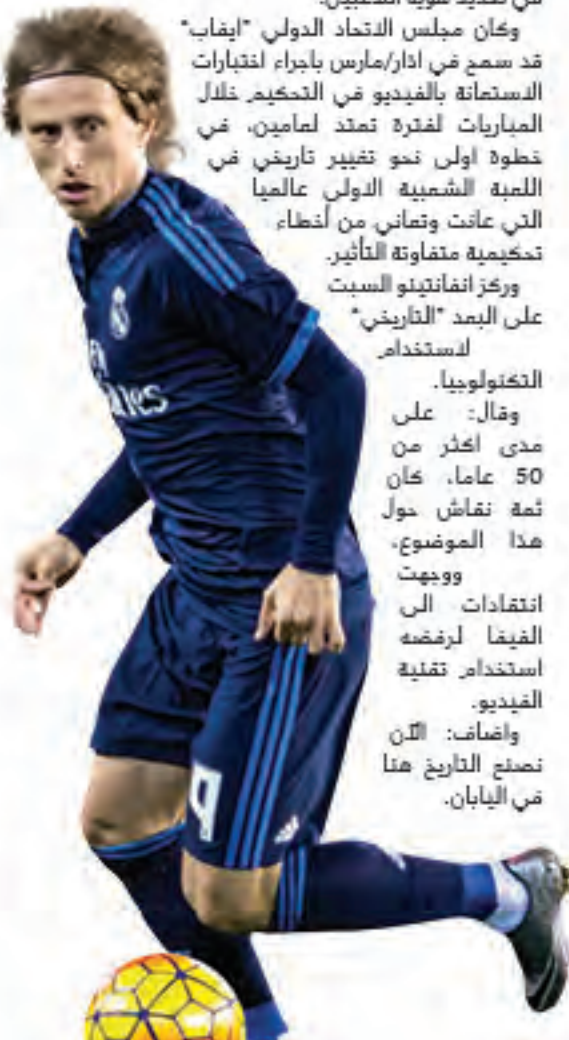 في تحديد هوية اللاعبين.
وكان مجلس الاتحاد الدولي "ايفاب"
قد سمح في اذار/مارس باجراء اختبارات
الاستعانة بالفيديو في التحكيم خلال
المباريات لفترة تمتد لعامين، في
خطوة اولى نحو تغيير تاريخي في
اللعبة الشعبية الاولى عالميا
التي عانت وتعاني من أخطاء
تحكيمية متفاوتة التأثير.
وركز انفانتينو السبت
على البعد "التاريخي"
لاستخدام
التكنولوجيا.
وقال: على
مدى اكثر من
50 عاما، كان
ثمة نقاش حول
هذا الموضوع،
ووجهت
انتقادات الى
الفيفا لرفضه
استخدام تقنية
الفيديو.
واضاف: الآن
نصنع التاريخ هنا
في اليابان.